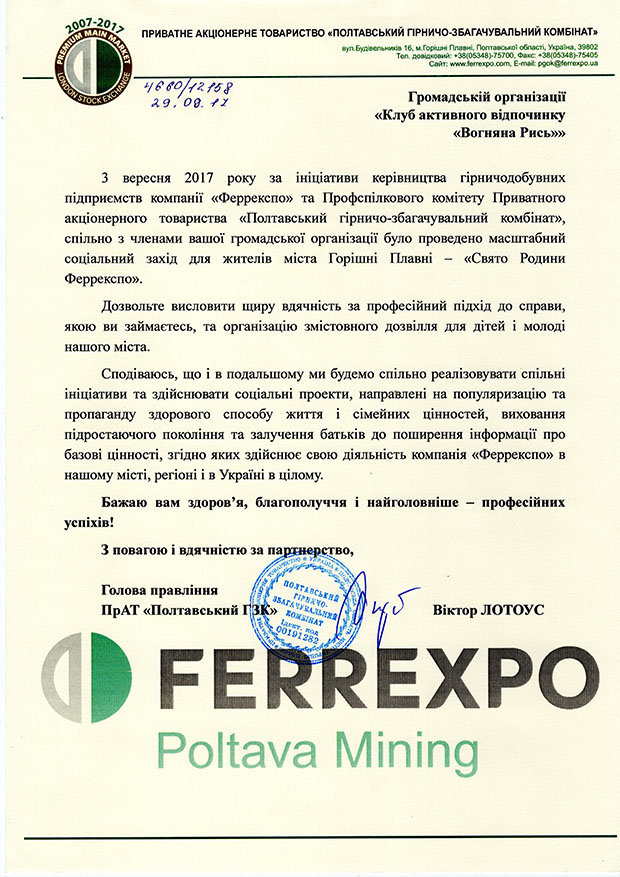 2007-2017
PREMIUM MAIN MARKET
LONDON STOCK EXCHANGE
ПРИВАТНЕ АКЦІОНЕРНЕ ТОВАРИСТВО «ПОЛТАВСЬКИЙ ГІРНИЧО-ЗБАГАЧУВАЛЬНИЙ КОМБІНАТ»
вул.Будівельників 16, м.Горішні Плавні, Полтавської області, Україна, 39802
Тел. довідковий: +38(05348)-75700, Факс: +38(05348)-75405
Сайт: www.ferrexpo.com, E-mail: pgok@ferrexpo.ua
4660/12158
29.09.17
Громадській організації
«Клуб активного відпочинку
«Вогняна Рись»»
3 вересня 2017 року за ініціативи керівництва гірничодобувних
підприємств компанії «Феррекспо» та Профспілкового комітету Приватного
акціонерного товариства «Полтавський гірничо-збагачувальний комбінат»,
спільно з членами вашої громадської організації було проведено масштабний
соціальний захід для жителів міста Горішні Плавні – «Свято Родини
Феррекспо».
Дозвольте висловити щиру вдячність за професійний підхід до справи,
якою ви займаєтесь, та організацію змістовного дозвілля для дітей і молоді
нашого міста.
Сподіваюсь, що і в подальшому ми будемо спільно реалізовувати спільні
ініціативи та здійснювати соціальні проекти, направлені на популяризацію та
пропаганду здорового способу життя і сімейних цінностей, виховання
підростаючого покоління та залучення батьків до поширення інформації про
базові цінності, згідно яких здійснює свою діяльність компанія «Феррекспо» в
нашому місті, регіоні і в Україні в цілому.
Бажаю вам здоров’я, благополуччя і найголовніше – професійних
успіхів!
З повагою і вдячністю за партнерство,
Голова правління
ПрАТ «Полтавський ГЗК»
Віктор ЛОТОУС
ПОЛТАВСЬКИЙ
ГІРНИЧО-
ЗБАГАЧУВАЛЬНИЙ
КОМБІНАТ
Ідент. код
00191282
FERREXPO
Poltava Mining